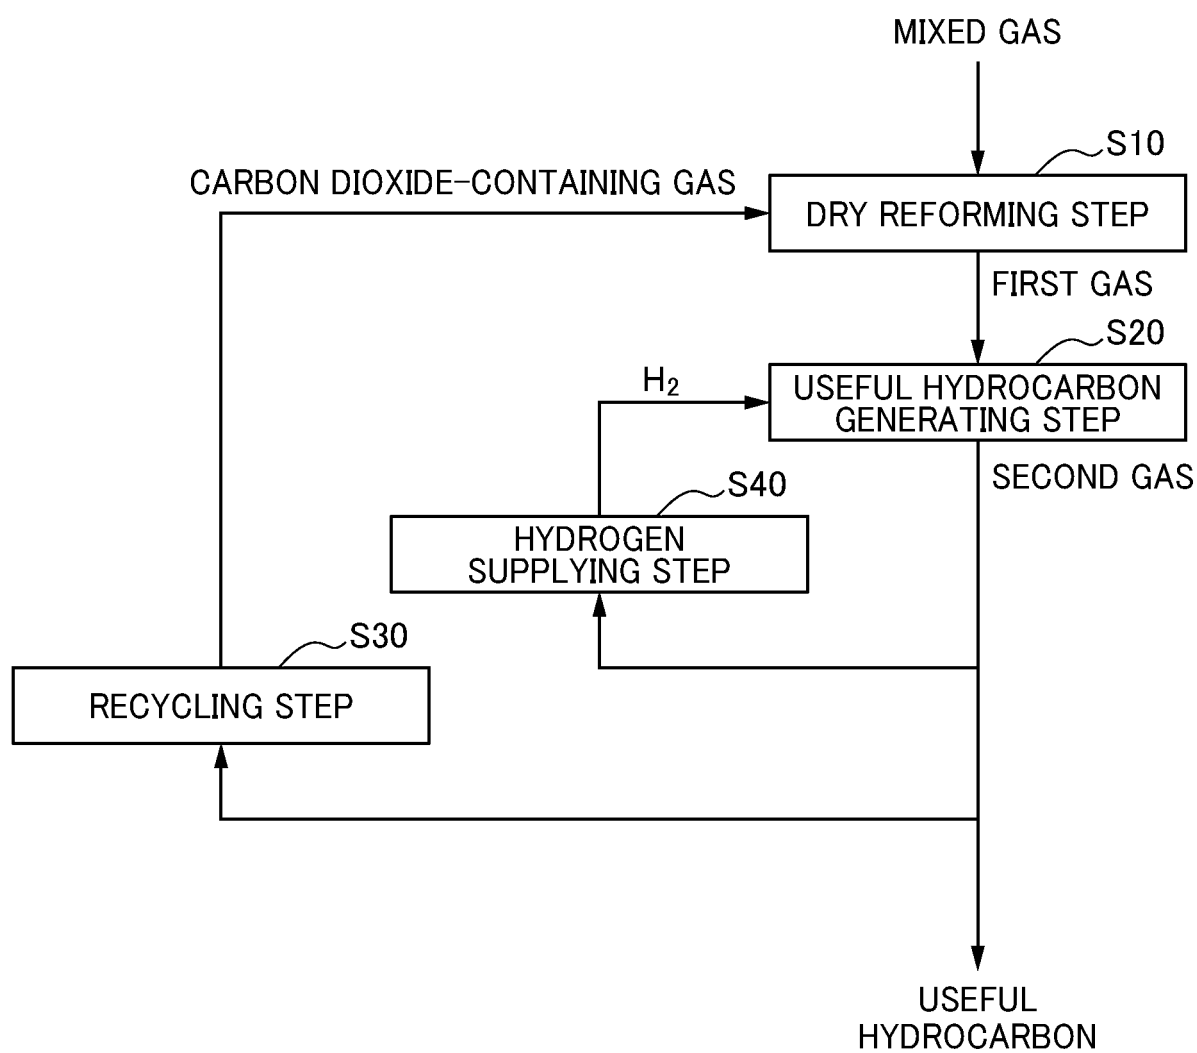 MIXED GAS
S10
CARBON DIOXIDE-CONTAINING GAS
DRY REFORMING STEP
FIRST GAS
S20
H₂
USEFUL HYDROCARBON
GENERATING STEP
SECOND GAS
S40
HYDROGEN
SUPPLYING STEP
S30
RECYCLING STEP
USEFUL
HYDROCARBON